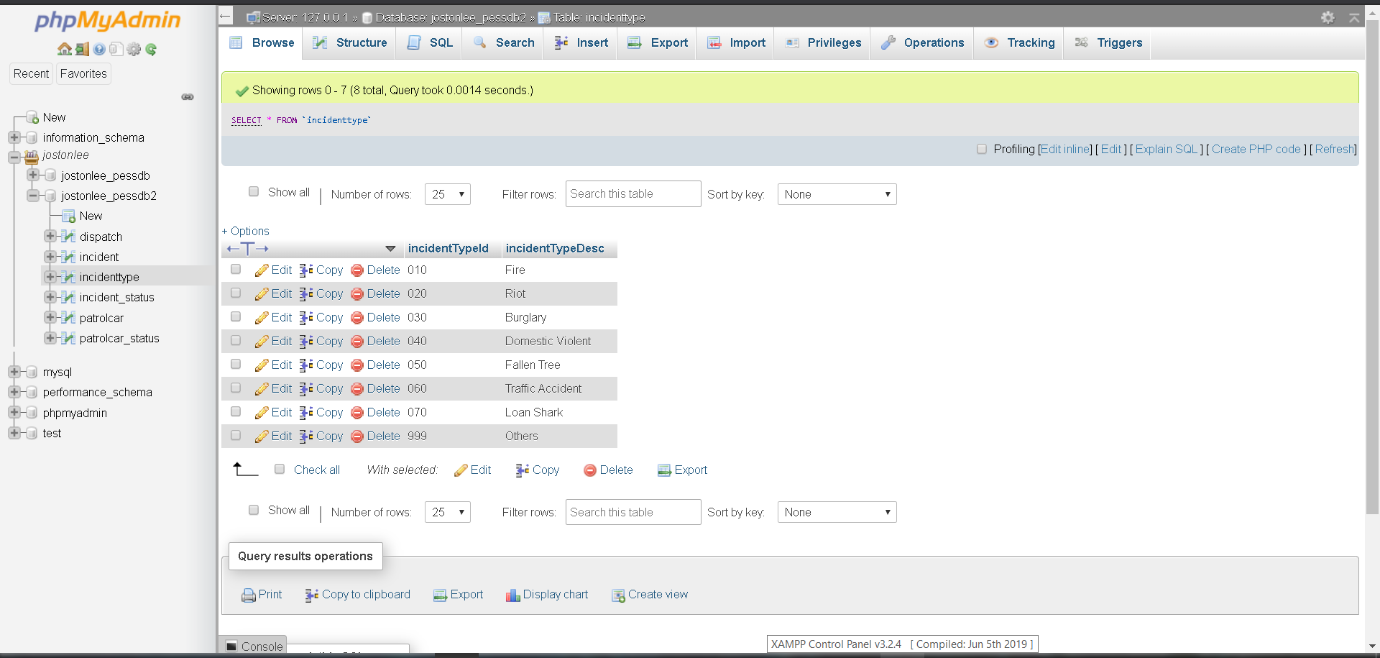 phpMyAdmin
Recent Favorites
New
information_schema
jostonlee
jostonlee_pessdb
jostonlee_pessdb2
New
dispatch
incident
incidenttype
incident_status
patrolcar
patrolcar_status
mysql
performance_schema
phpmyadmin
test
Server: 127.0.0.1 » Database: jostonlee_pessdb2 » Table: incidenttype
Browse Structure SQL Search Insert Export Import Privileges Operations Tracking Triggers
Showing rows 0 - 7 (8 total, Query took 0.0014 seconds.)
SELECT * FROM `incidenttype`
Profiling [Edit inline] [ Edit ] [ Explain SQL ] [ Create PHP code ] [ Refresh]
Show all | Number of rows: 25 Filter rows: Search this table Sort by key: None
+ Options
←T→ incidentTypeId incidentTypeDesc
Edit Copy Delete 010 Fire
Edit Copy Delete 020 Riot
Edit Copy Delete 030 Burglary
Edit Copy Delete 040 Domestic Violent
Edit Copy Delete 050 Fallen Tree
Edit Copy Delete 060 Traffic Accident
Edit Copy Delete 070 Loan Shark
Edit Copy Delete 999 Others
Check all With selected: Edit Copy Delete Export
Show all | Number of rows: 25 Filter rows: Search this table Sort by key: None
Query results operations
Print Copy to clipboard Export Display chart Create view
Console
XAMPP Control Panel v3.2.4 [ Compiled: Jun 5th 2019 ]